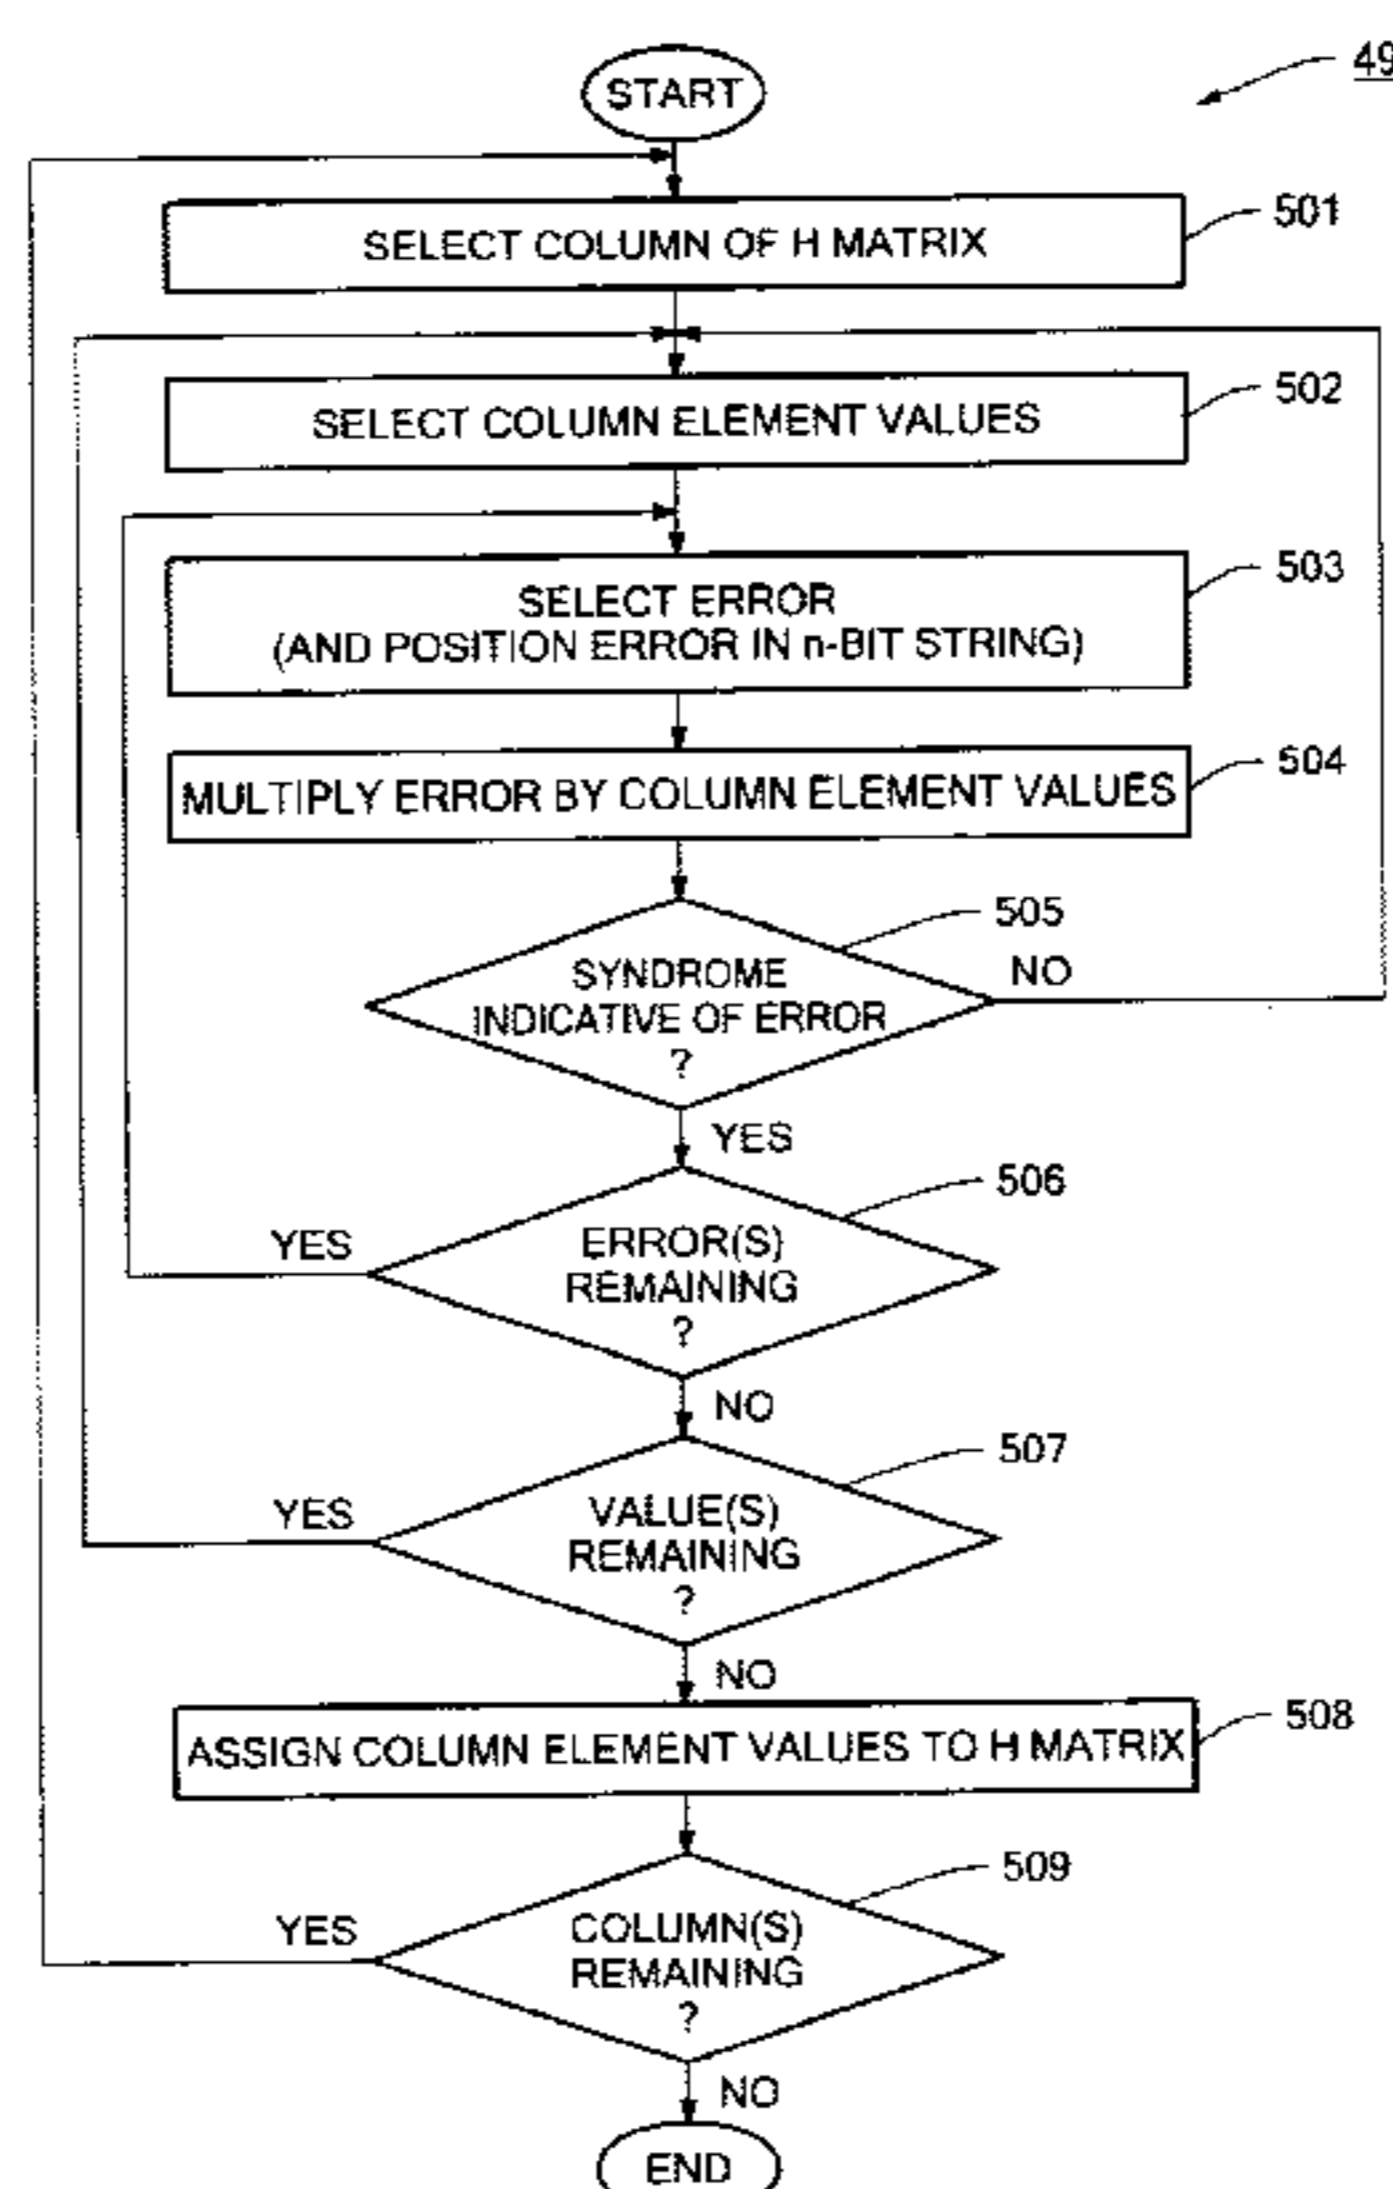 START
49
SELECT COLUMN OF H MATRIX
501
SELECT COLUMN ELEMENT VALUES
502
SELECT ERROR
(AND POSITION ERROR IN n-BIT STRING)
503
MULTIPLY ERROR BY COLUMN ELEMENT VALUES
504
SYNDROME
INDICATIVE OF ERROR
?
505
NO
YES
ERROR(S)
REMAINING
?
506
YES
NO
VALUE(S)
REMAINING
?
507
YES
NO
ASSIGN COLUMN ELEMENT VALUES TO H MATRIX
508
COLUMN(S)
REMAINING
?
509
YES
NO
END